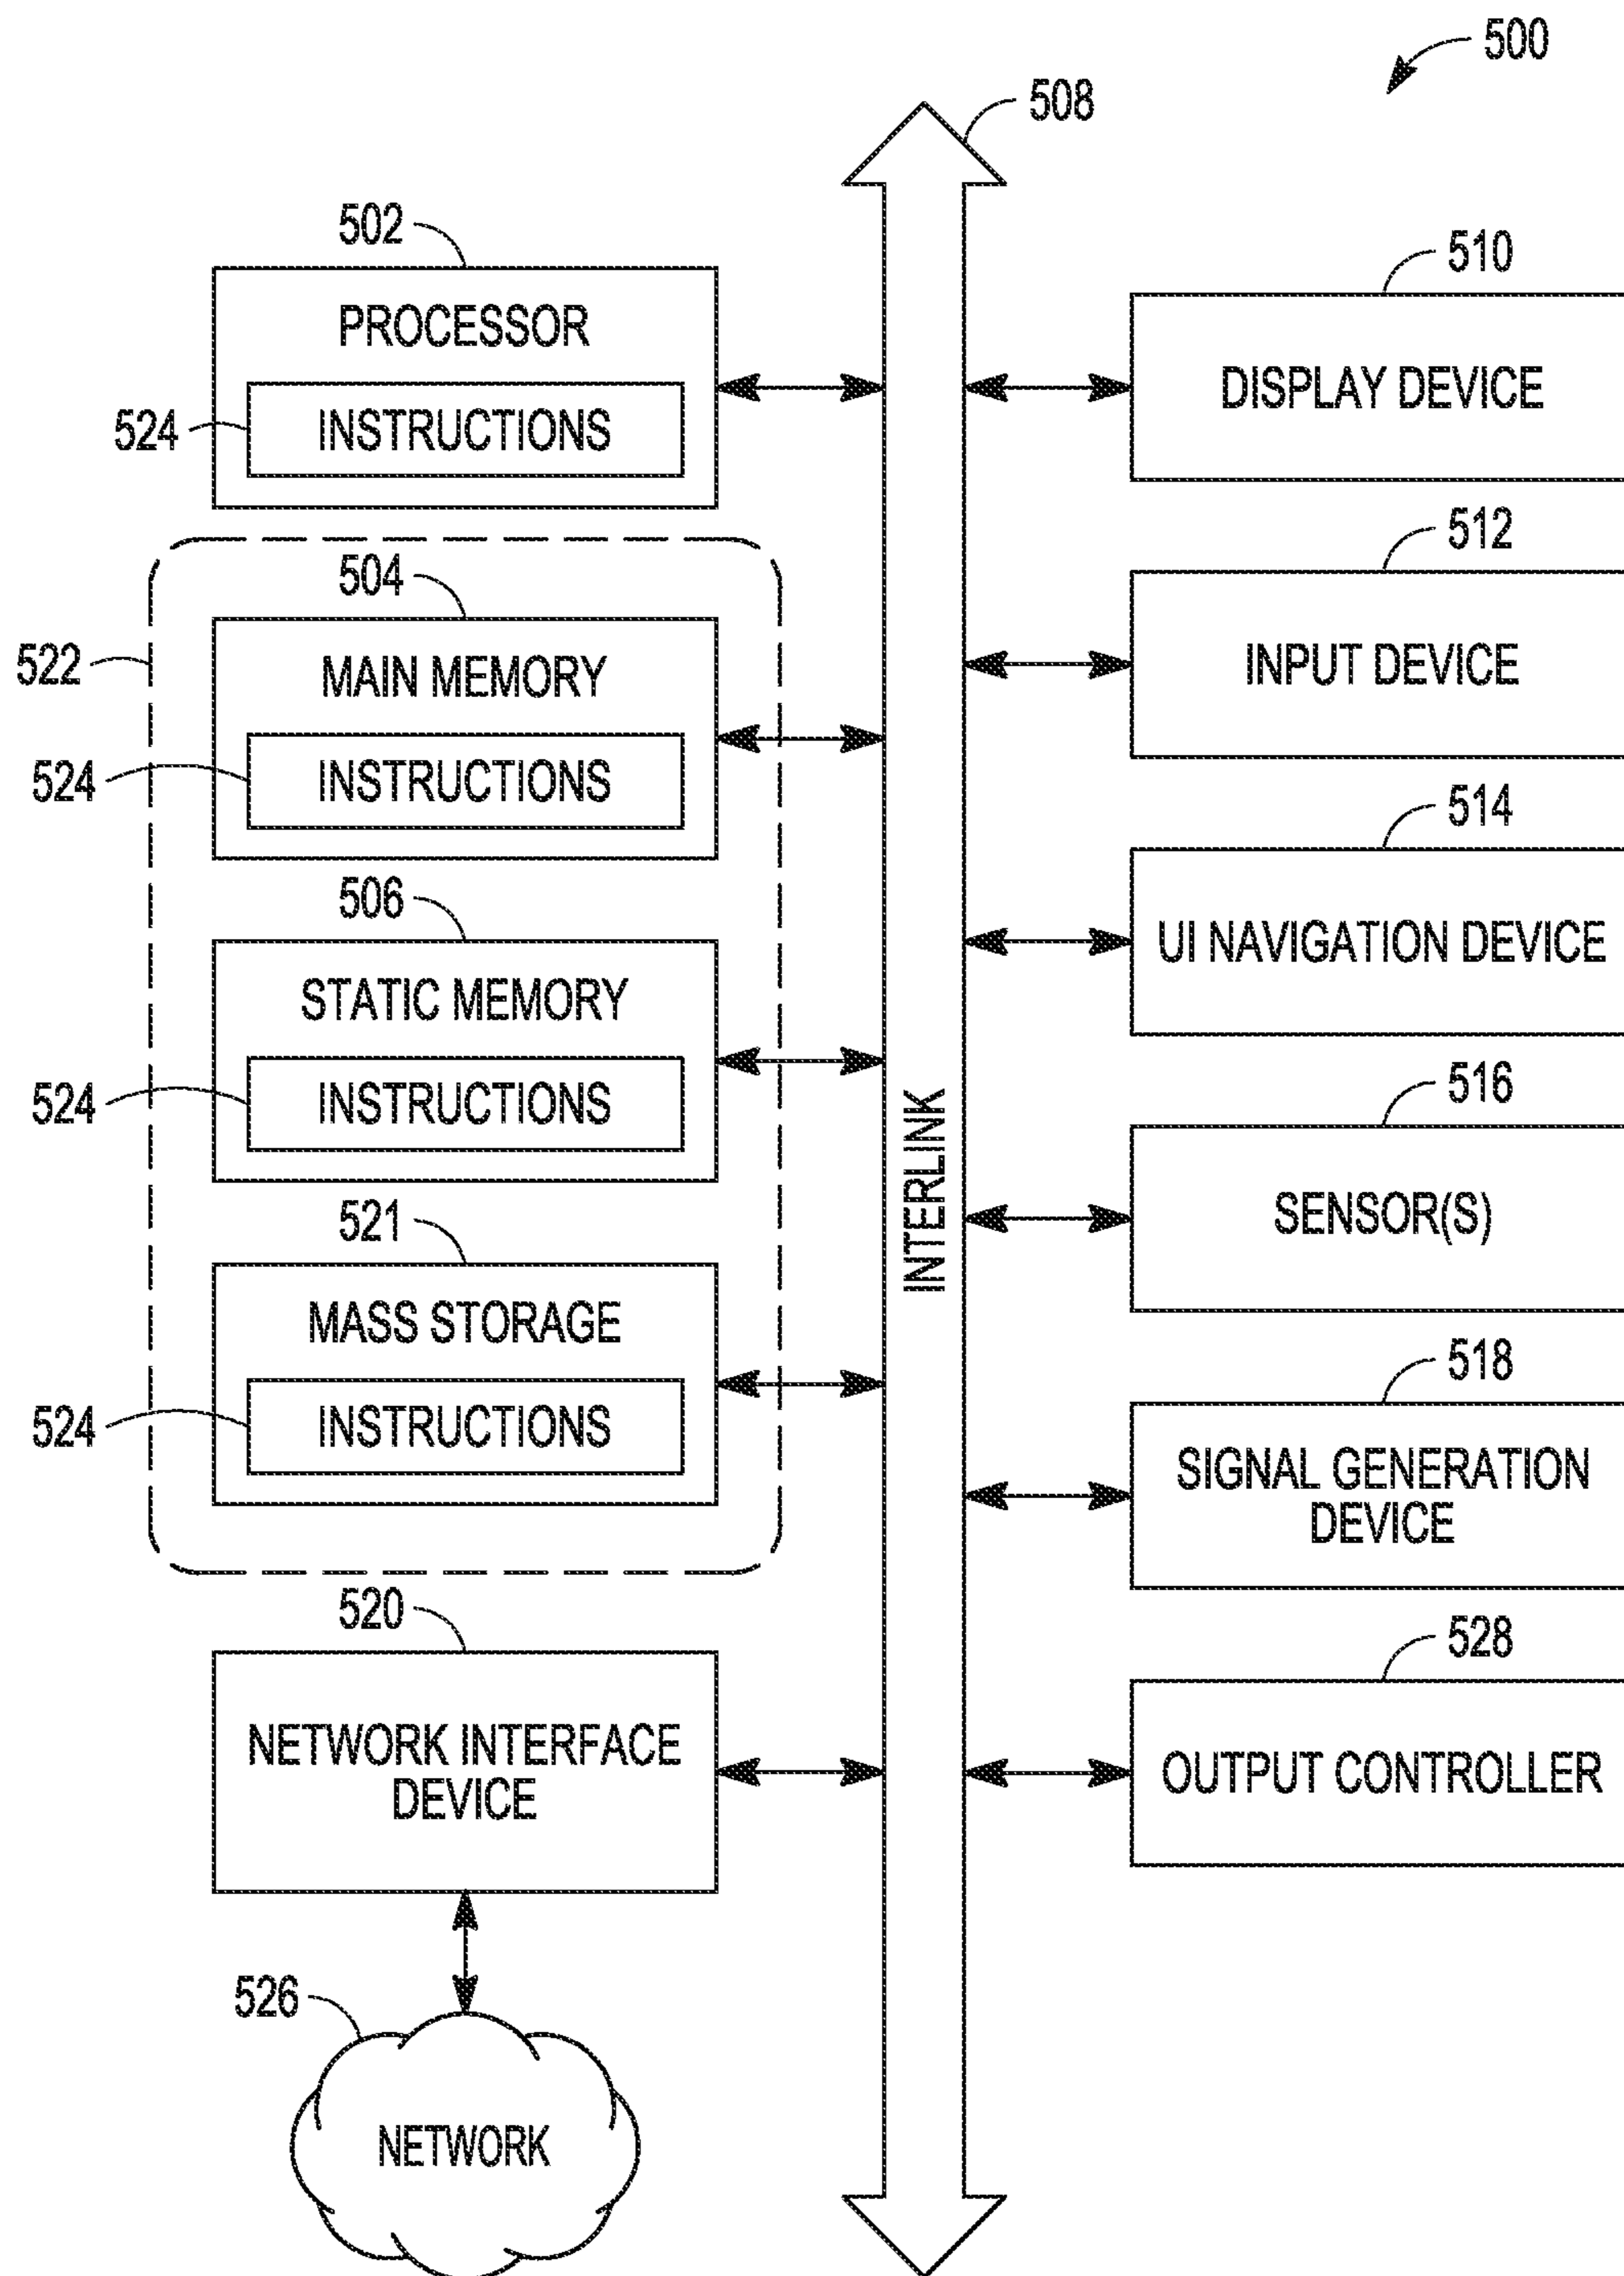 500
508
502
PROCESSOR
524
INSTRUCTIONS
522
504
MAIN MEMORY
524
INSTRUCTIONS
506
STATIC MEMORY
524
INSTRUCTIONS
521
MASS STORAGE
524
INSTRUCTIONS
520
NETWORK INTERFACE
DEVICE
526
NETWORK
INTERLINK
510
DISPLAY DEVICE
512
INPUT DEVICE
514
UI NAVIGATION DEVICE
516
SENSOR(S)
518
SIGNAL GENERATION
DEVICE
528
OUTPUT CONTROLLER